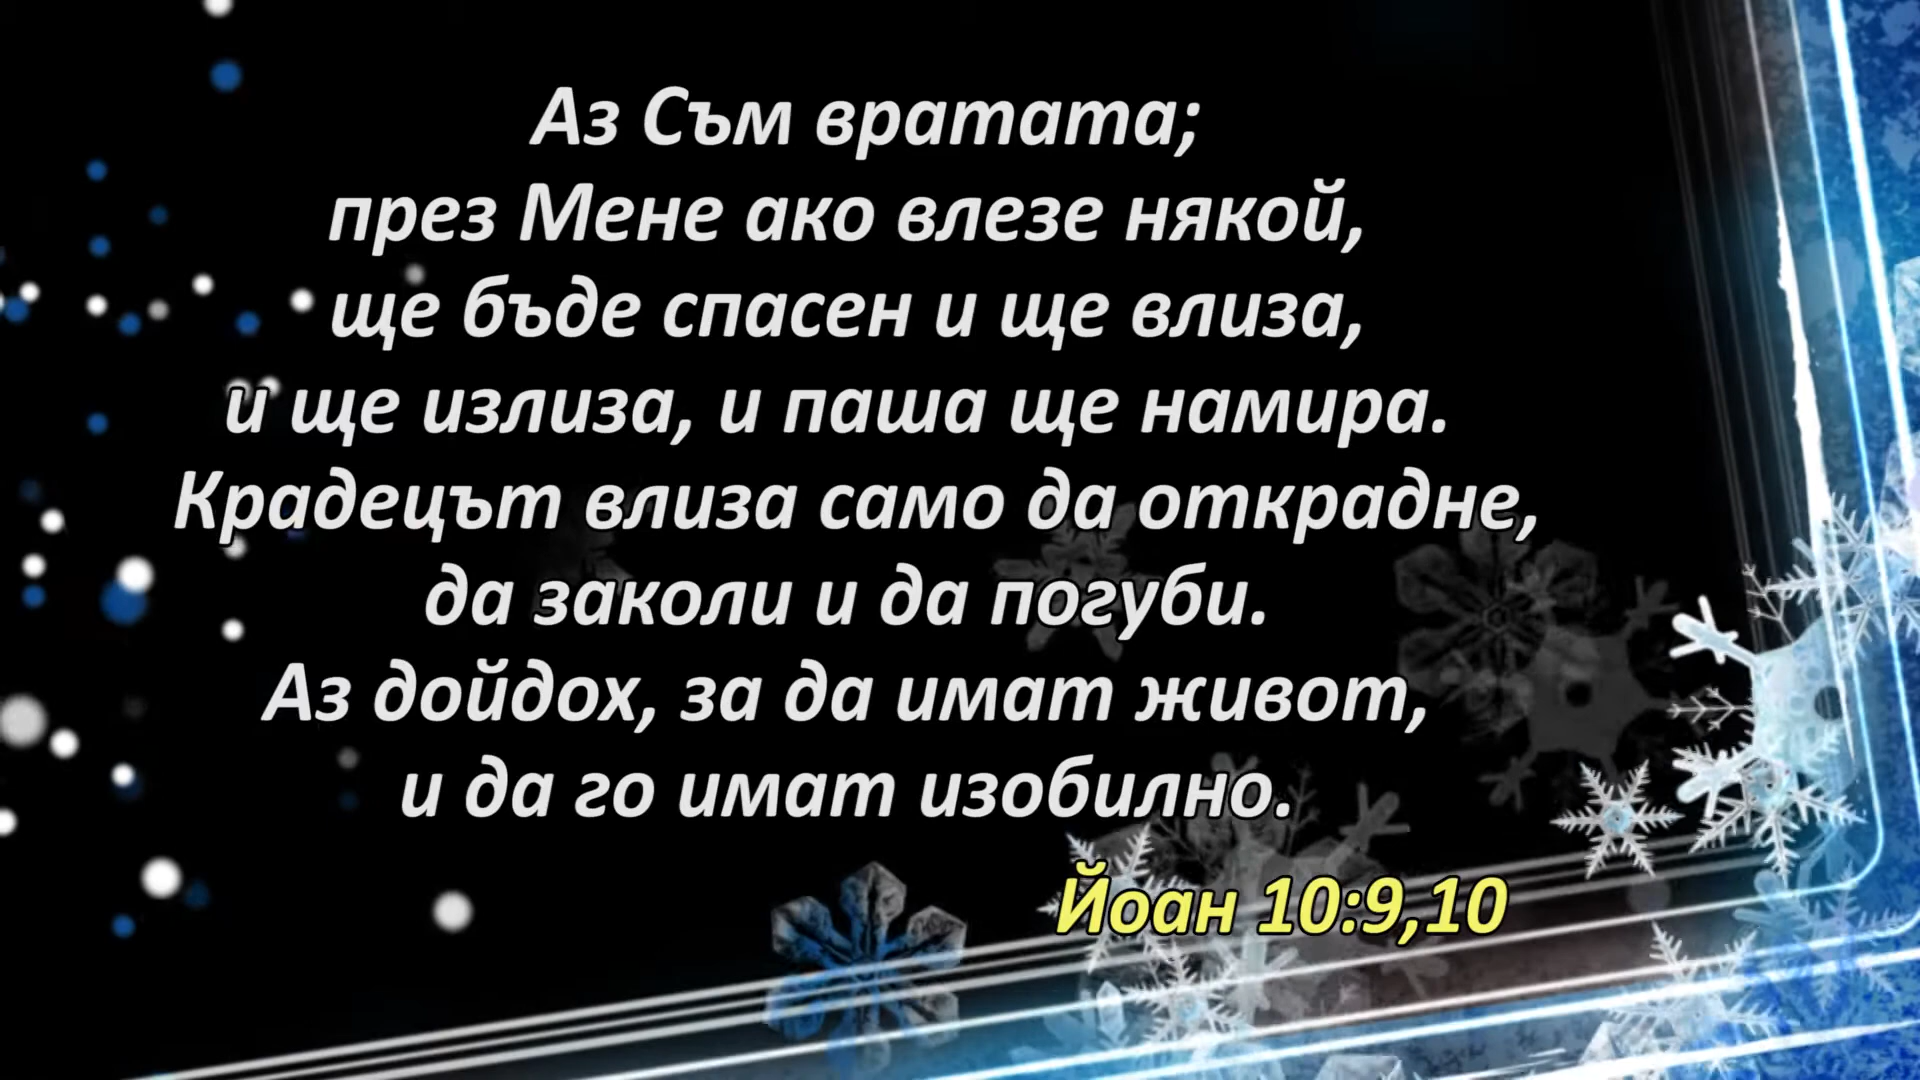 Аз Съм вратата;
през Мене ако влезе някой,
ще бъде спасен и ще влиза,
и ще излиза, и паша ще намира.
Крадецът влиза само да открадне,
да заколи и да погуби.
Аз дойдох, за да имат живот,
и да го имат изобилно.
Йоан 10:9,10